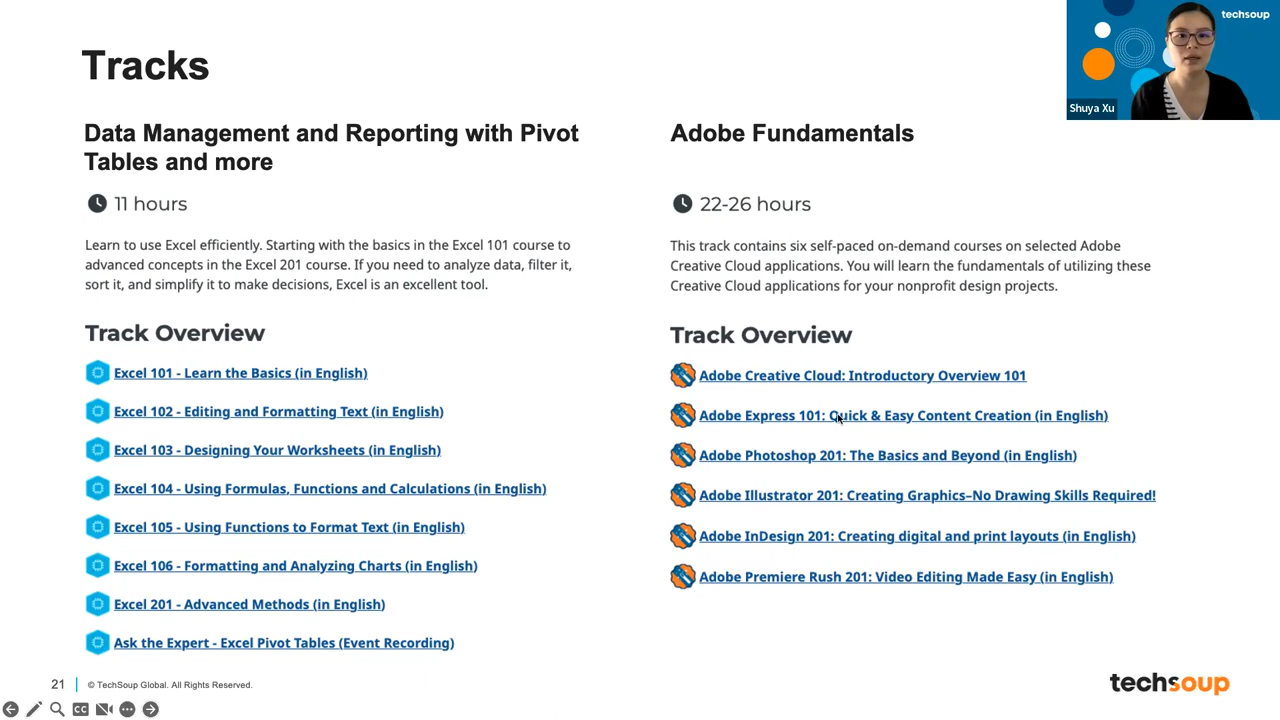 Tracks
techsoup
Shuya Xu
Data Management and Reporting with Pivot
Tables and more
11 hours
Learn to use Excel efficiently. Starting with the basics in the Excel 101 course to
advanced concepts in the Excel 201 course. If you need to analyze data, filter it,
sort it, and simplify it to make decisions, Excel is an excellent tool.
Track Overview
Excel 101 - Learn the Basics (in English)
Excel 102 - Editing and Formatting Text (in English)
Excel 103 - Designing Your Worksheets (in English)
Excel 104 - Using Formulas, Functions and Calculations (in English)
Excel 105 - Using Functions to Format Text (in English)
Excel 106 - Formatting and Analyzing Charts (in English)
Excel 201 - Advanced Methods (in English)
Ask the Expert - Excel Pivot Tables (Event Recording)
Adobe Fundamentals
22-26 hours
This track contains six self-paced on-demand courses on selected Adobe
Creative Cloud applications. You will learn the fundamentals of utilizing these
Creative Cloud applications for your nonprofit design projects.
Track Overview
Adobe Creative Cloud: Introductory Overview 101
Adobe Express 101: Quick & Easy Content Creation (in English)
Adobe Photoshop 201: The Basics and Beyond (in English)
Adobe Illustrator 201: Creating Graphics–No Drawing Skills Required!
Adobe InDesign 201: Creating digital and print layouts (in English)
Adobe Premiere Rush 201: Video Editing Made Easy (in English)
21
© TechSoup Global. All Rights Reserved.
techsoup
CC